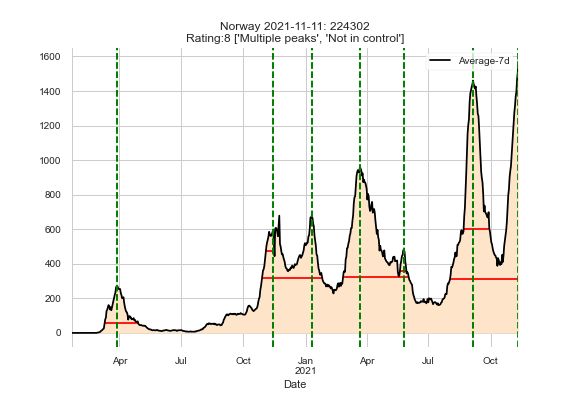 Norway 2021-11-11: 224302
Rating:8 ['Multiple peaks', 'Not in control']
Average-7d
1600
1400
1200
1000
800
600
400
200
0
Apr Jul Oct Jan Apr Jul Oct
2021
Date